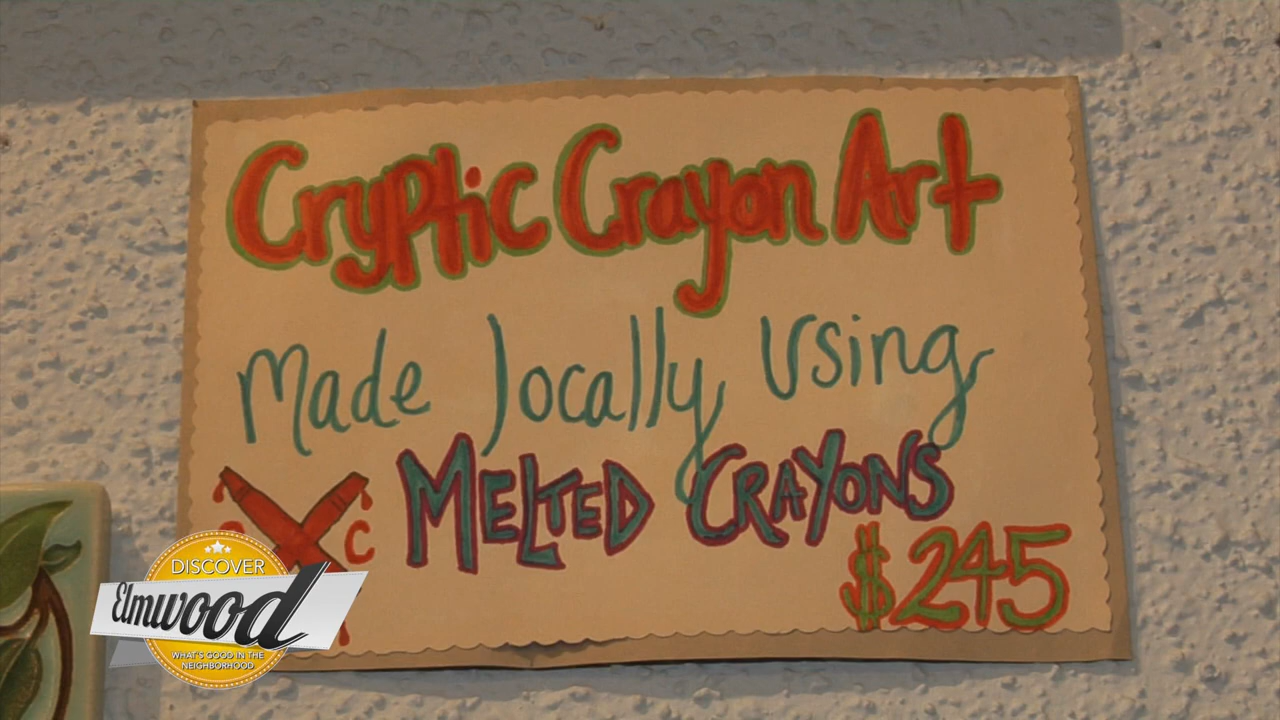 Cryptic Crayon Art
Made locally Using
MELTED CRAYONS
C C
$245
DISCOVER
Elmwood
WHAT'S GOOD IN THE
NEIGHBORHOOD